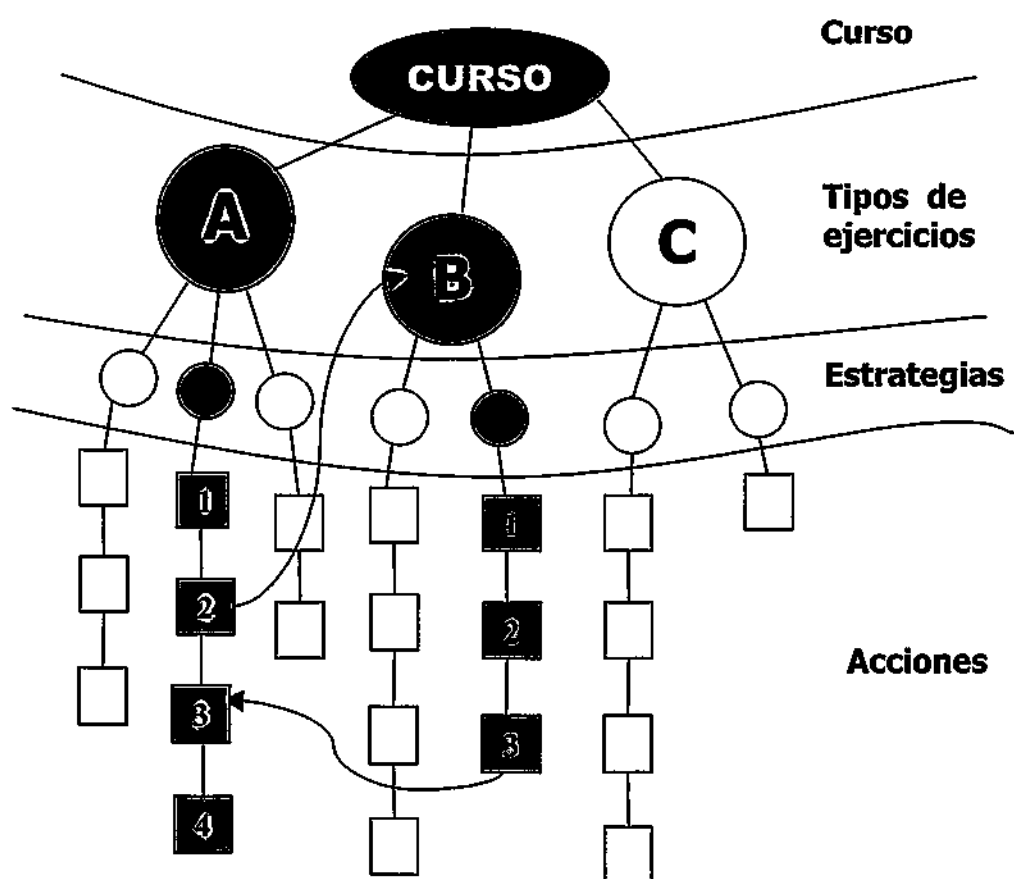 Curso
CURSO
A
B
C
Tipos de
ejercicios
Estrategias
1
1
2
2
Acciones
3
3
4